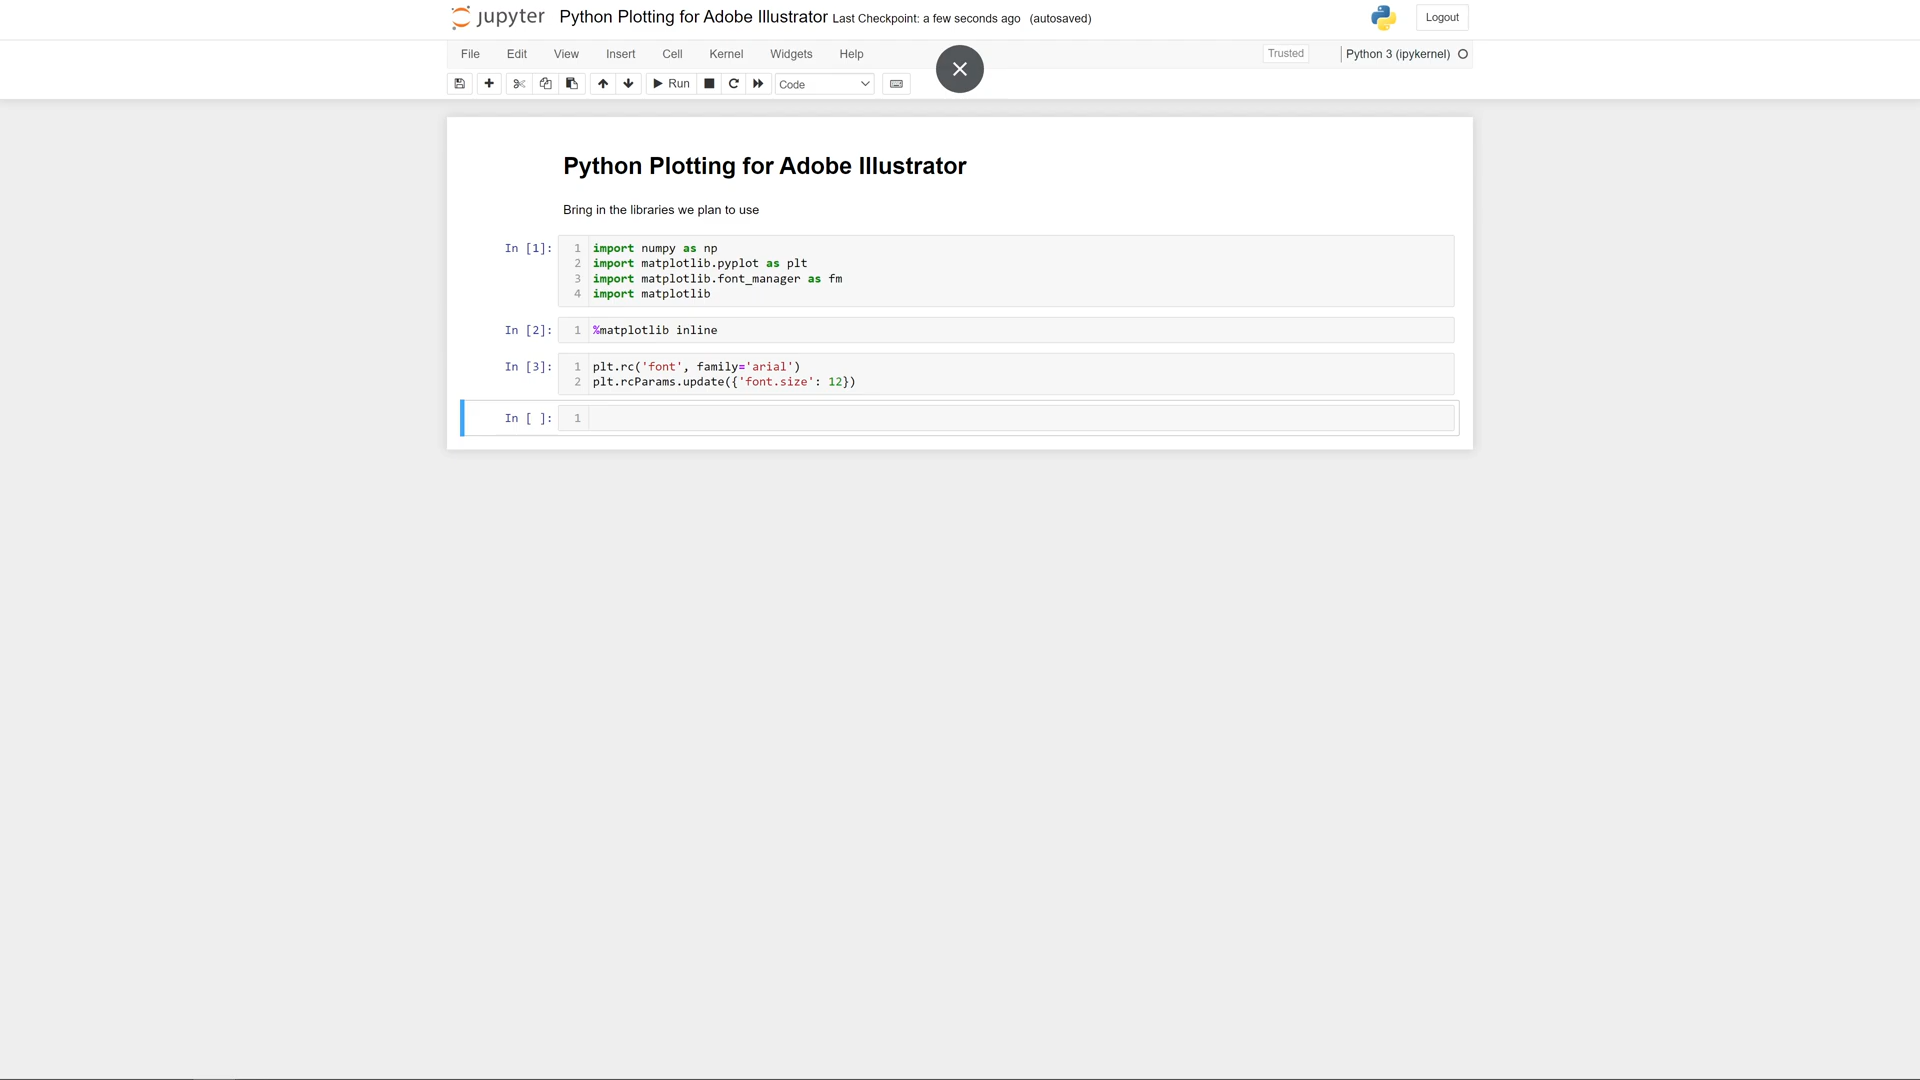 jupyter Python Plotting for Adobe Illustrator Last Checkpoint: a few seconds ago (autosaved) Logout
File Edit View Insert Cell Kernel Widgets Help Trusted Python 3 (ipykernel)
Run Code
Python Plotting for Adobe Illustrator
Bring in the libraries we plan to use
In [1]: 1 import numpy as np
2 import matplotlib.pyplot as plt
3 import matplotlib.font_manager as fm
4 import matplotlib
In [2]: 1 %matplotlib inline
In [3]: 1 plt.rc('font', family='arial')
2 plt.rcParams.update({'font.size': 12})
In [ ]: 1